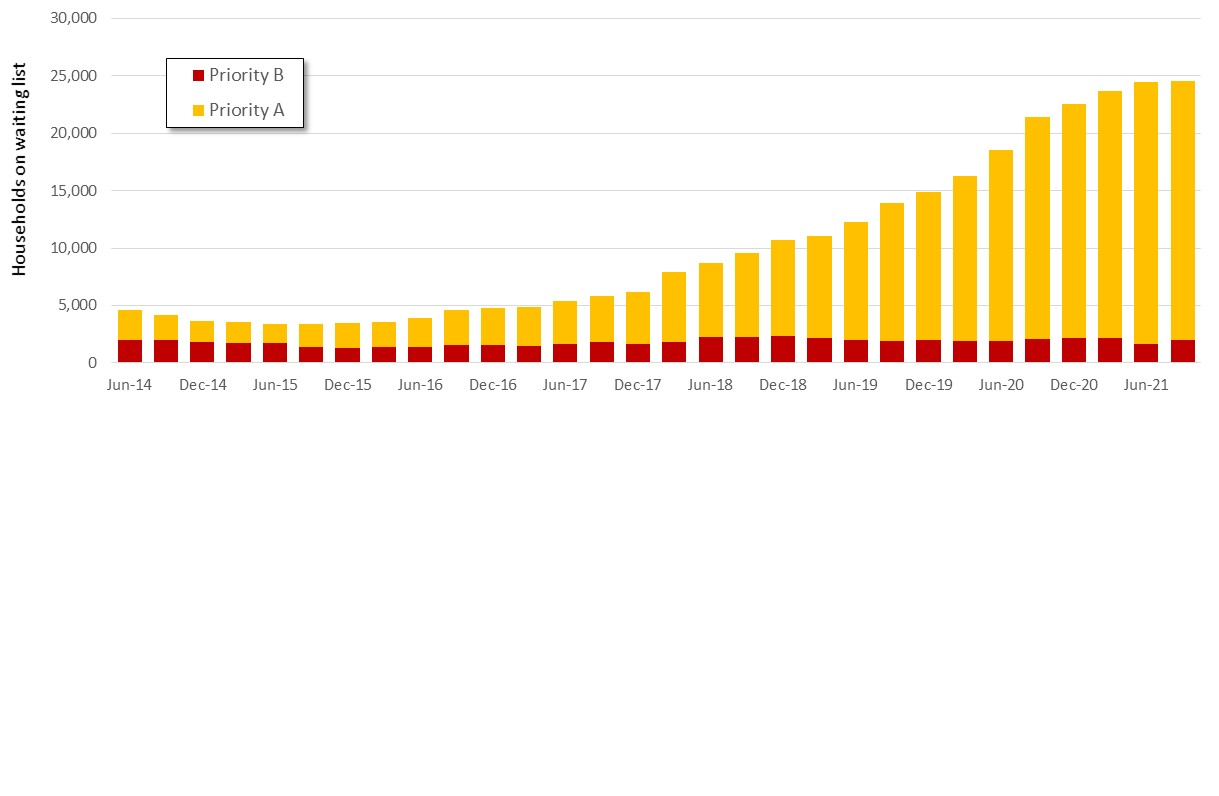 30,000
25,000
20,000
15,000
10,000
5,000
0
Households on waiting list
Priority B
Priority A
Jun-14 Dec-14 Jun-15 Dec-15 Jun-16 Dec-16 Jun-17 Dec-17 Jun-18 Dec-18 Jun-19 Dec-19 Jun-20 Dec-20 Jun-21